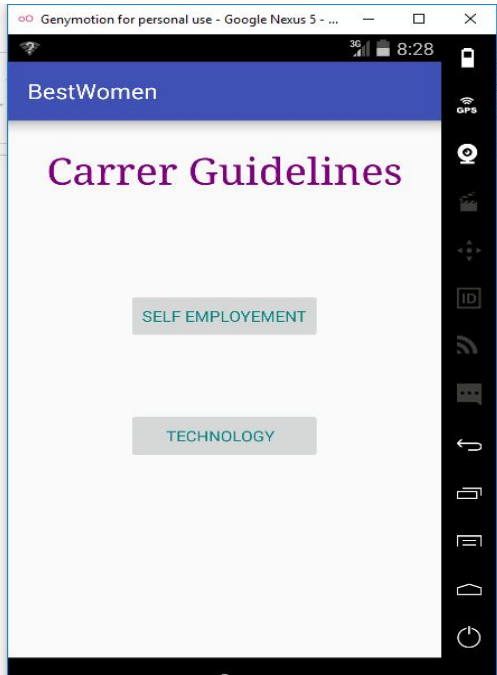 Genymotion for personal use - Google Nexus 5 - ...
3G 8:28
BestWomen
GPS
Carrer Guidelines
ID
SELF EMPLOYEMENT
TECHNOLOGY